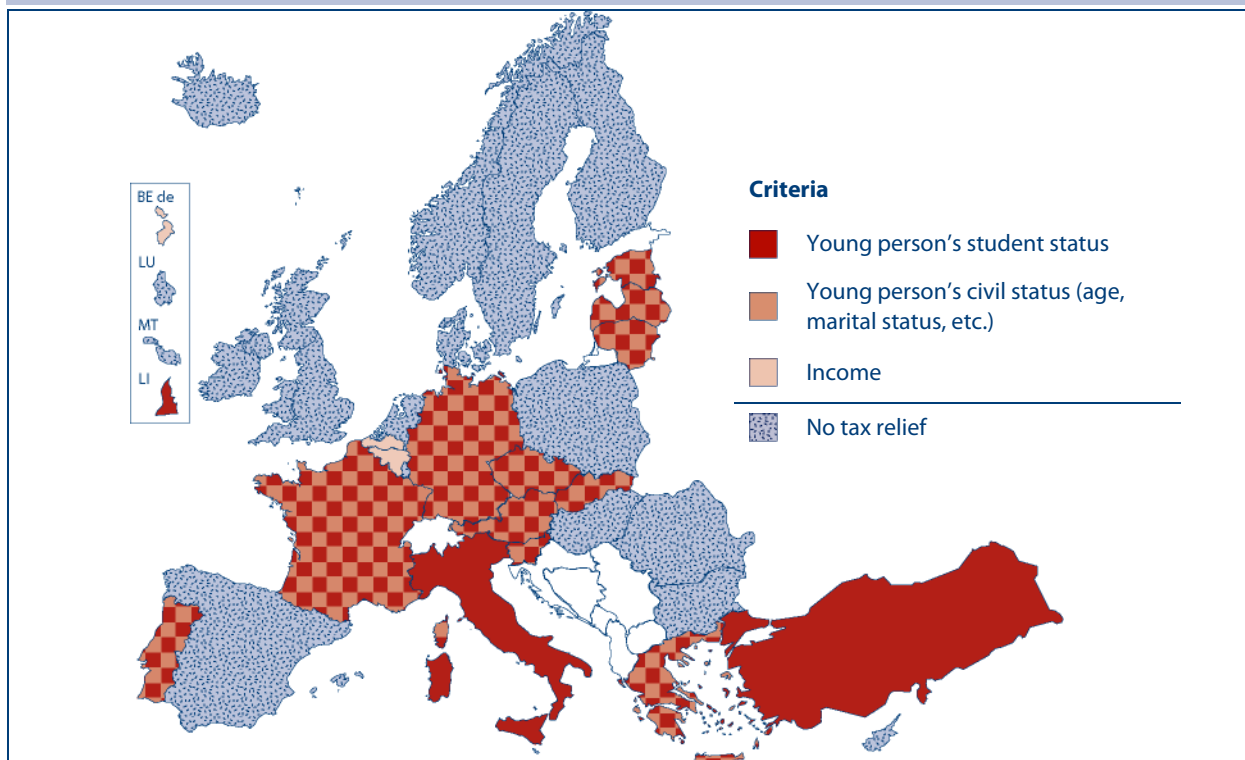 BE de
LU
MT
LI
Criteria
Young person's student status
Young person's civil status (age,
marital status, etc.)
Income
No tax relief